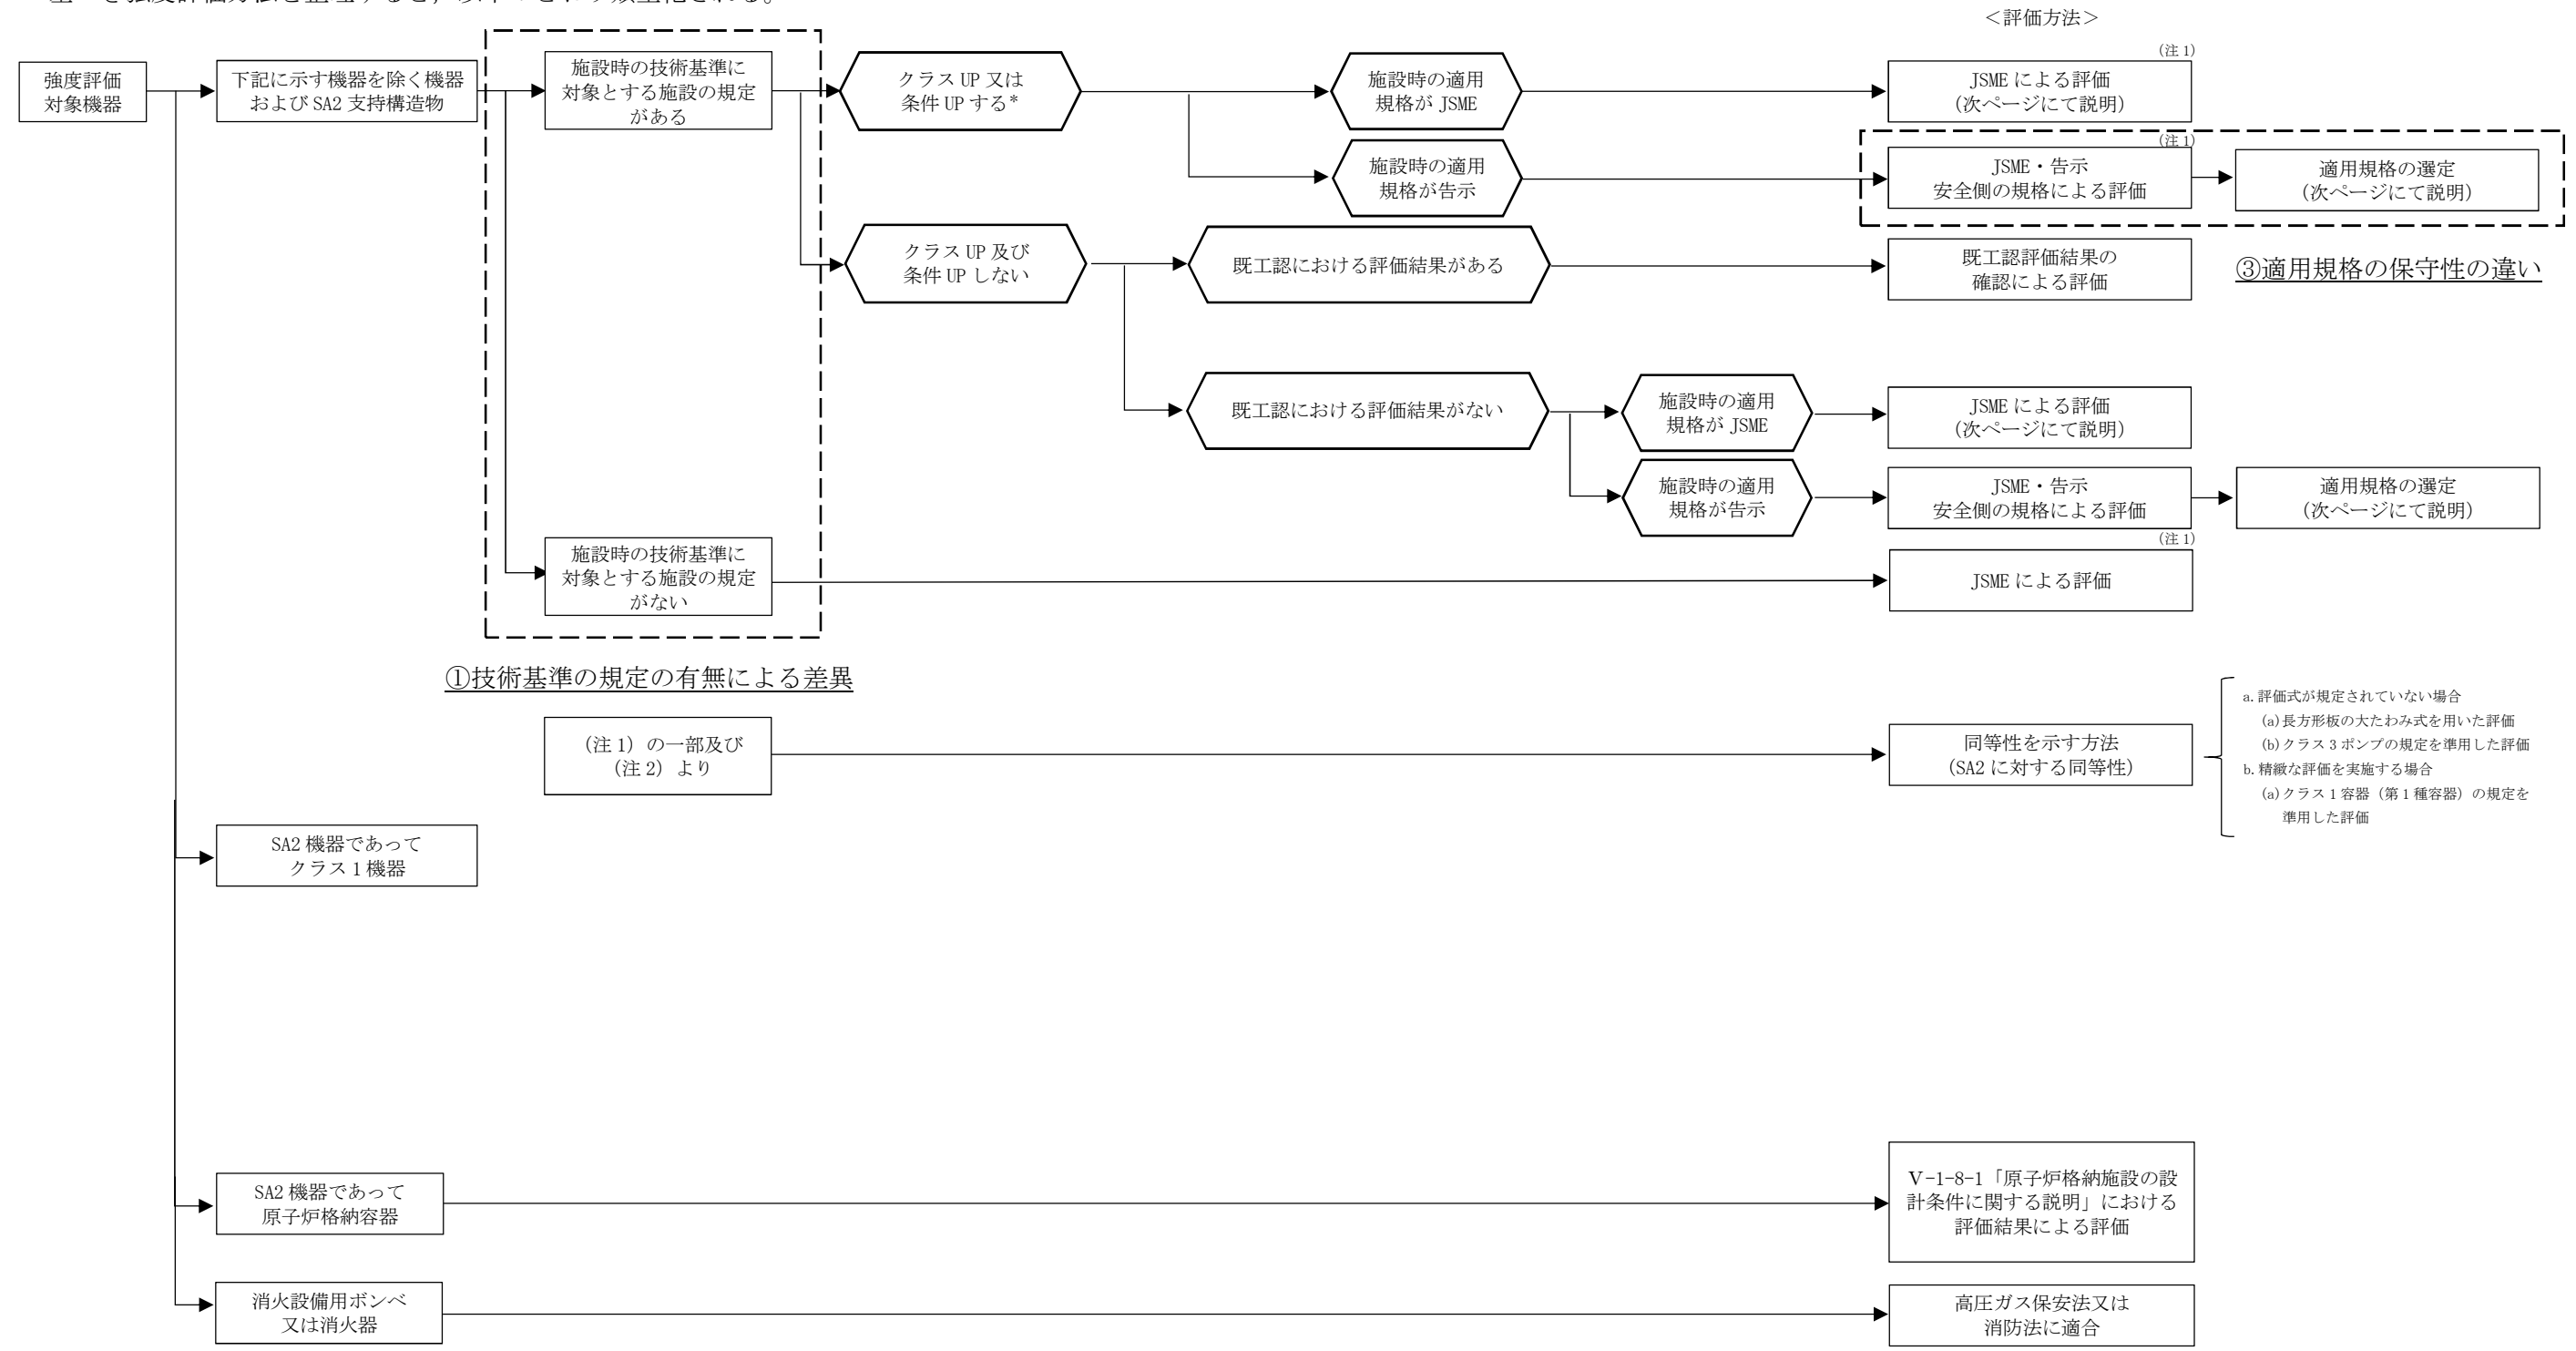 ＜評価方法＞
強度評価
対象機器
下記に示す機器を除く機器
および SA2 支持構造物
施設時の技術基準に
対象とする施設の規定
がある
クラス UP 又は
条件 UP する*
施設時の適用
規格が JSME
(注 1)
JSME による評価
(次ページにて説明)
施設時の適用
規格が告示
(注 1)
JSME・告示
安全側の規格による評価
適用規格の選定
(次ページにて説明)
クラス UP 及び
条件 UP しない
既工認における評価結果がある
既工認評価結果の
確認による評価
③適用規格の保守性の違い
既工認における評価結果がない
施設時の適用
規格が JSME
JSME による評価
(次ページにて説明)
施設時の適用
規格が告示
JSME・告示
安全側の規格による評価
適用規格の選定
(次ページにて説明)
施設時の技術基準に
対象とする施設の規定
がない
(注 1)
JSME による評価
①技術基準の規定の有無による差異
(注 1) の一部及び
(注 2) より
同等性を示す方法
(SA2 に対する同等性)
a. 評価式が規定されていない場合
(a)長方形板の大たわみ式を用いた評価
(b)クラス 3 ポンプの規定を準用した評価
b. 精緻な評価を実施する場合
(a)クラス 1 容器（第 1 種容器）の規定を
準用した評価
SA2 機器であって
クラス 1 機器
SA2 機器であって
原子炉格納容器
Ⅴ-1-8-1「原子炉格納施設の設
計条件に関する説明」における
評価結果による評価
消火設備用ボンベ
又は消火器
高圧ガス保安法又は
消防法に適合